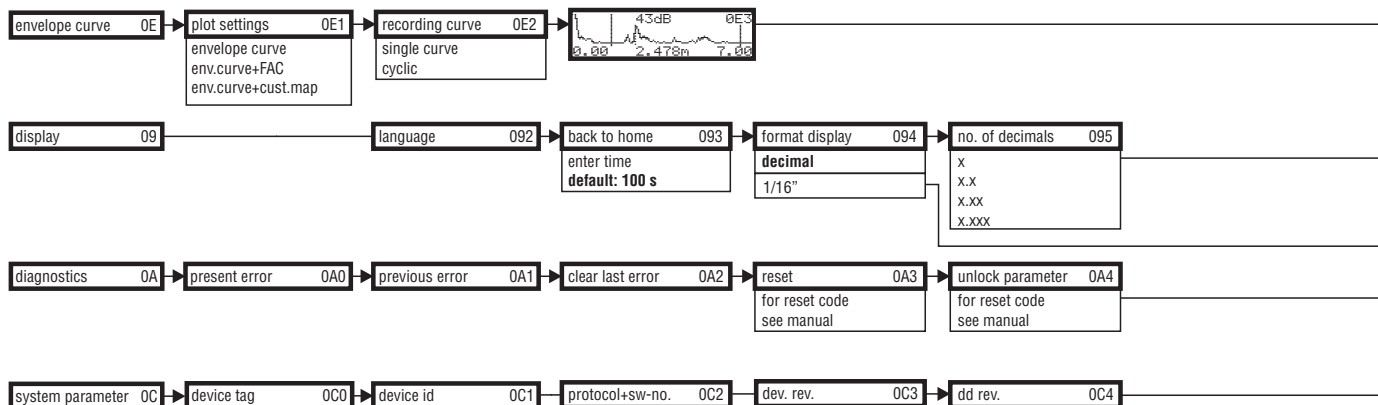 envelope curve 0E
plot settings 0E1
envelope curve
env.curve+FAC
env.curve+cust.map
recording curve 0E2
single curve
cyclic
43dB 0E3
0.00 2.478m 7.00
display 09
language 092
back to home 093
enter time
default: 100 s
format display 094
decimal
1/16”
no. of decimals 095
x
x.x
x.xx
x.xxx
diagnostics 0A
present error 0A0
previous error 0A1
clear last error 0A2
reset 0A3
for reset code
see manual
unlock parameter 0A4
for reset code
see manual
system parameter 0C
device tag 0C0
device id 0C1
protocol+sw-no. 0C2
dev. rev. 0C3
dd rev. 0C4